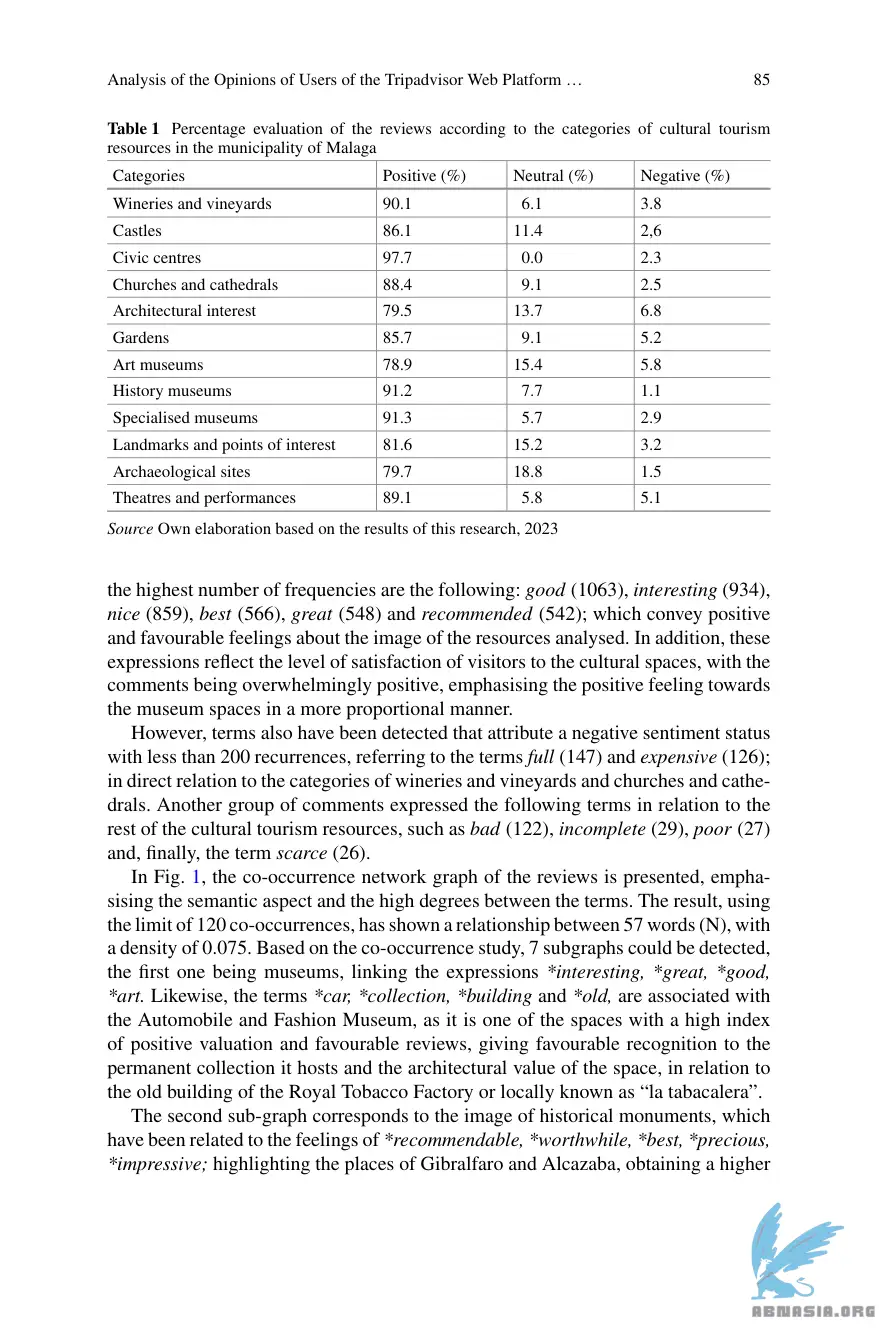 Analysis of the Opinions of Users of the Tripadvisor Web Platform … 85
Table 1 Percentage evaluation of the reviews according to the categories of cultural tourism
resources in the municipality of Malaga
Categories Positive (%) Neutral (%) Negative (%)
Wineries and vineyards 90.1 6.1 3.8
Castles 86.1 11.4 2,6
Civic centres 97.7 0.0 2.3
Churches and cathedrals 88.4 9.1 2.5
Architectural interest 79.5 13.7 6.8
Gardens 85.7 9.1 5.2
Art museums 78.9 15.4 5.8
History museums 91.2 7.7 1.1
Specialised museums 91.3 5.7 2.9
Landmarks and points of interest 81.6 15.2 3.2
Archaeological sites 79.7 18.8 1.5
Theatres and performances 89.1 5.8 5.1
Source Own elaboration based on the results of this research, 2023
the highest number of frequencies are the following: good (1063), interesting (934),
nice (859), best (566), great (548) and recommended (542); which convey positive
and favourable feelings about the image of the resources analysed. In addition, these
expressions reflect the level of satisfaction of visitors to the cultural spaces, with the
comments being overwhelmingly positive, emphasising the positive feeling towards
the museum spaces in a more proportional manner.
However, terms also have been detected that attribute a negative sentiment status
with less than 200 recurrences, referring to the terms full (147) and expensive (126);
in direct relation to the categories of wineries and vineyards and churches and cathe-
drals. Another group of comments expressed the following terms in relation to the
rest of the cultural tourism resources, such as bad (122), incomplete (29), poor (27)
and, finally, the term scarce (26).
In Fig. 1, the co-occurrence network graph of the reviews is presented, empha-
sising the semantic aspect and the high degrees between the terms. The result, using
the limit of 120 co-occurrences, has shown a relationship between 57 words (N), with
a density of 0.075. Based on the co-occurrence study, 7 subgraphs could be detected,
the first one being museums, linking the expressions *interesting, *great, *good,
*art. Likewise, the terms *car, *collection, *building and *old, are associated with
the Automobile and Fashion Museum, as it is one of the spaces with a high index
of positive valuation and favourable reviews, giving favourable recognition to the
permanent collection it hosts and the architectural value of the space, in relation to
the old building of the Royal Tobacco Factory or locally known as “la tabacalera”.
The second sub-graph corresponds to the image of historical monuments, which
have been related to the feelings of *recommendable, *worthwhile, *best, *precious,
*impressive; highlighting the places of Gibralfaro and Alcazaba, obtaining a higher
ABNASIA.ORG